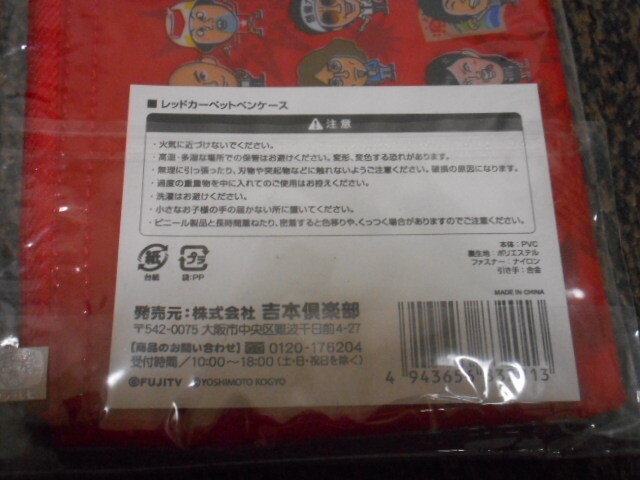 ■レッドカーペットペンケース
注意
・火気に近づけないでください。
・高温・多湿な場所での保管はお避けください。変形、変色する恐れがあります。
・無理に引っ張ったり、刃物や突起物などに触れないようご注意ください。破損の原因になります。
・過度の重量物を中に入れてのご使用はお控えください。
・洗濯はお避けください。
・小さなお子様の手の届かない所に置いてください。
・ビニール製品と長時間重ねたり、密着すると色移りや、くっつく場合がありますのでご注意ください。
紙 台紙
プラ 袋:PP
本体:PVC
裏生地:ポリエステル
ファスナー:ナイロン
引き手:合金
MADE IN CHINA
発売元:株式会社 吉本倶楽部
〒542-0075 大阪市中央区難波千日前4-27
【商品のお問い合わせ】 0120-176204
受付時間/10:00~18:00(土・日・祝日を除く)
©FUJITV ©YOSHIMOTO KOGYO